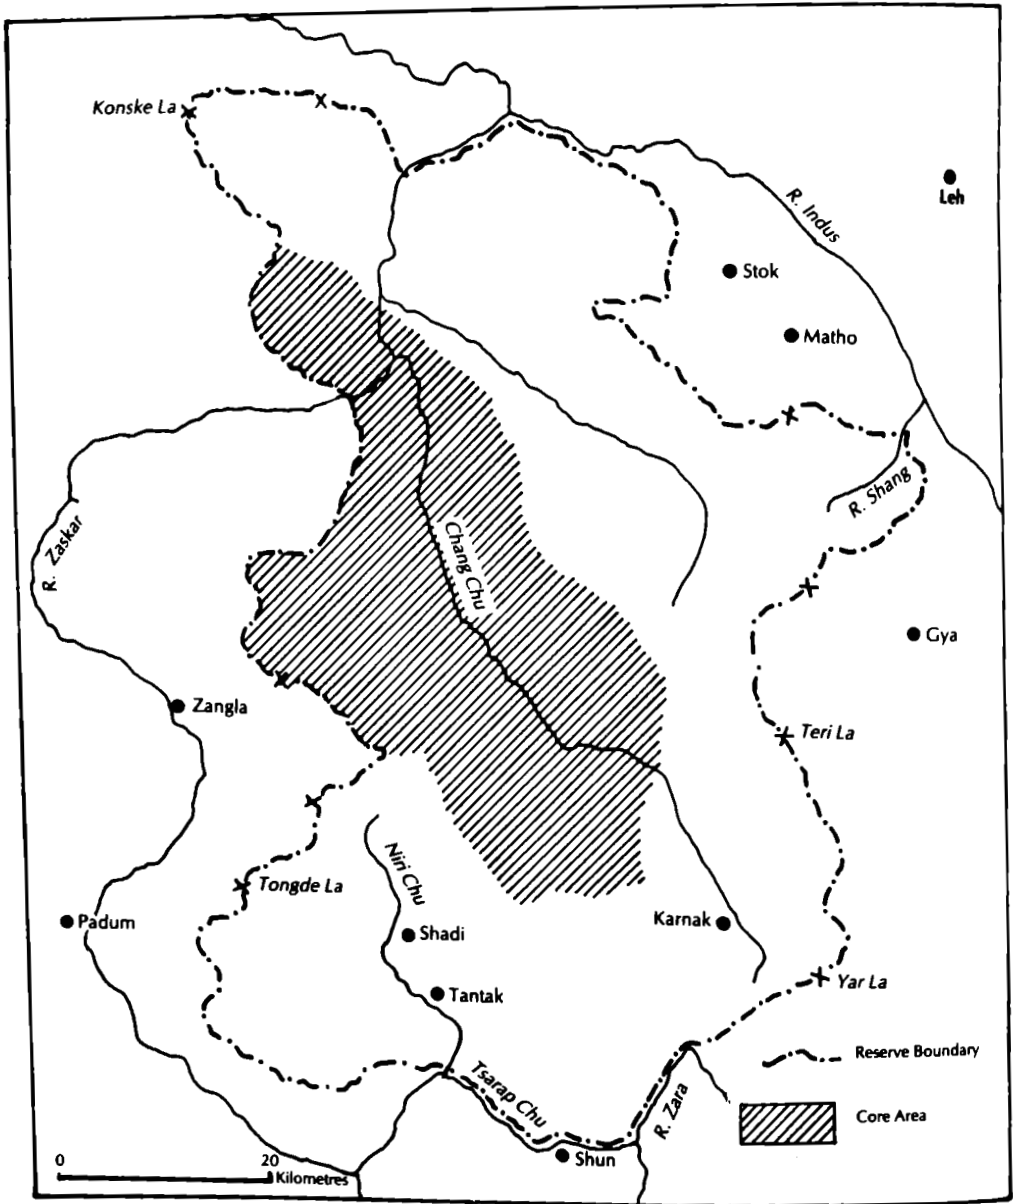 Konske La
Leh
R. Indus
Stok
Matho
R. Shang
R. Zaskar
Chang Chu
Gya
Zangla
Teri La
Niri Chu
Tongde La
Padum
Shadi
Karnak
Tantak
Yar La
Reserve Boundary
Tsarap Chu
R. Zara
Core Area
Shun
0 20
Kilometres